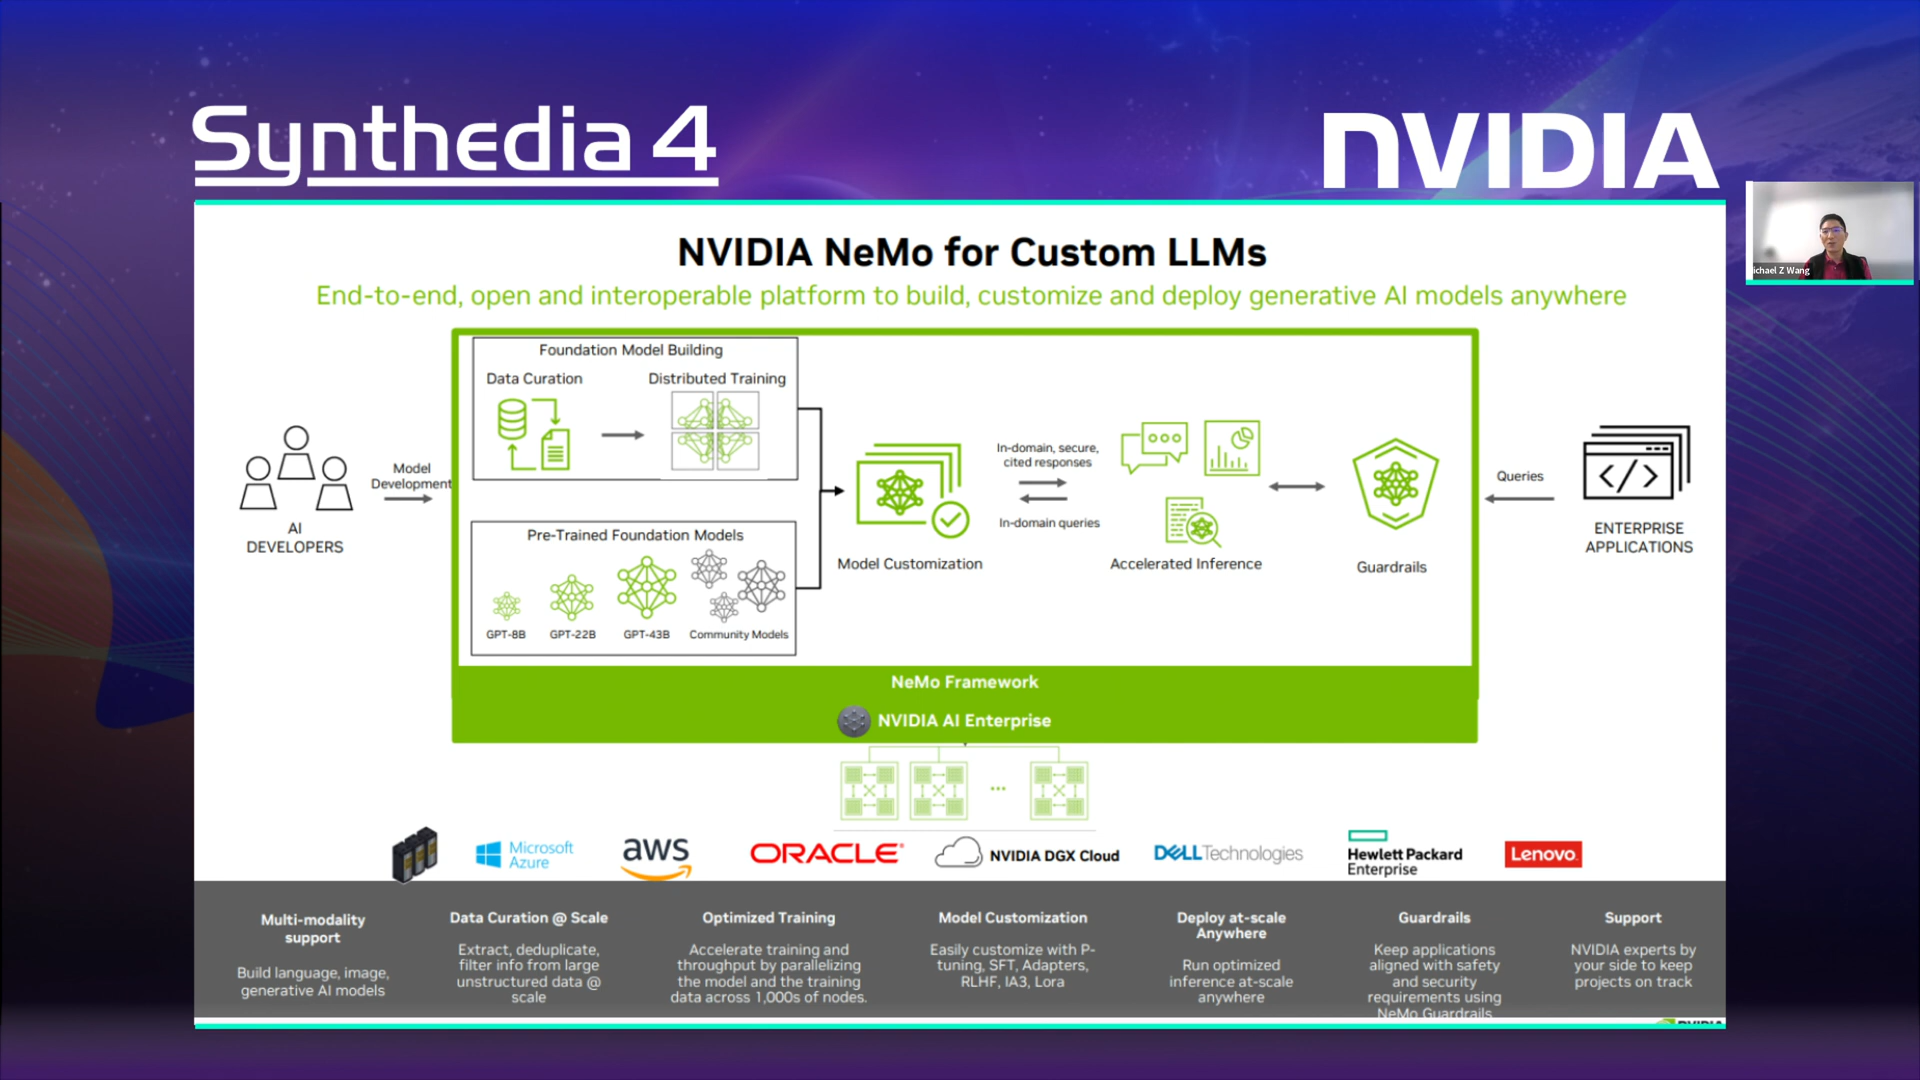 Synthedia 4
NVIDIA
ichael Z Wang
NVIDIA NeMo for Custom LLMs
End-to-end, open and interoperable platform to build, customize and deploy generative AI models anywhere
Foundation Model Building
Data Curation
Distributed Training
Model
Development
AI
DEVELOPERS
Pre-Trained Foundation Models
GPT-8B
GPT-22B
GPT-43B
Community Models
Model Customization
In-domain, secure,
cited responses
In-domain queries
Accelerated Inference
Guardrails
Queries
ENTERPRISE
APPLICATIONS
NeMo Framework
NVIDIA AI Enterprise
Microsoft
Azure
aws
ORACLE
NVIDIA DGX Cloud
DELL Technologies
Hewlett Packard
Enterprise
Lenovo
Multi-modality
support
Build language, image,
generative AI models
Data Curation @ Scale
Extract, deduplicate,
filter info from large
unstructured data @
scale
Optimized Training
Accelerate training and
throughput by parallelizing
the model and the training
data across 1,000s of nodes.
Model Customization
Easily customize with P-
tuning, SFT, Adapters,
RLHF, IA3, Lora
Deploy at-scale
Anywhere
Run optimized
inference at-scale
anywhere
Guardrails
Keep applications
aligned with safety
and security
requirements using
NeMo Guardrails
Support
NVIDIA experts by
your side to keep
projects on track
NVIDIA